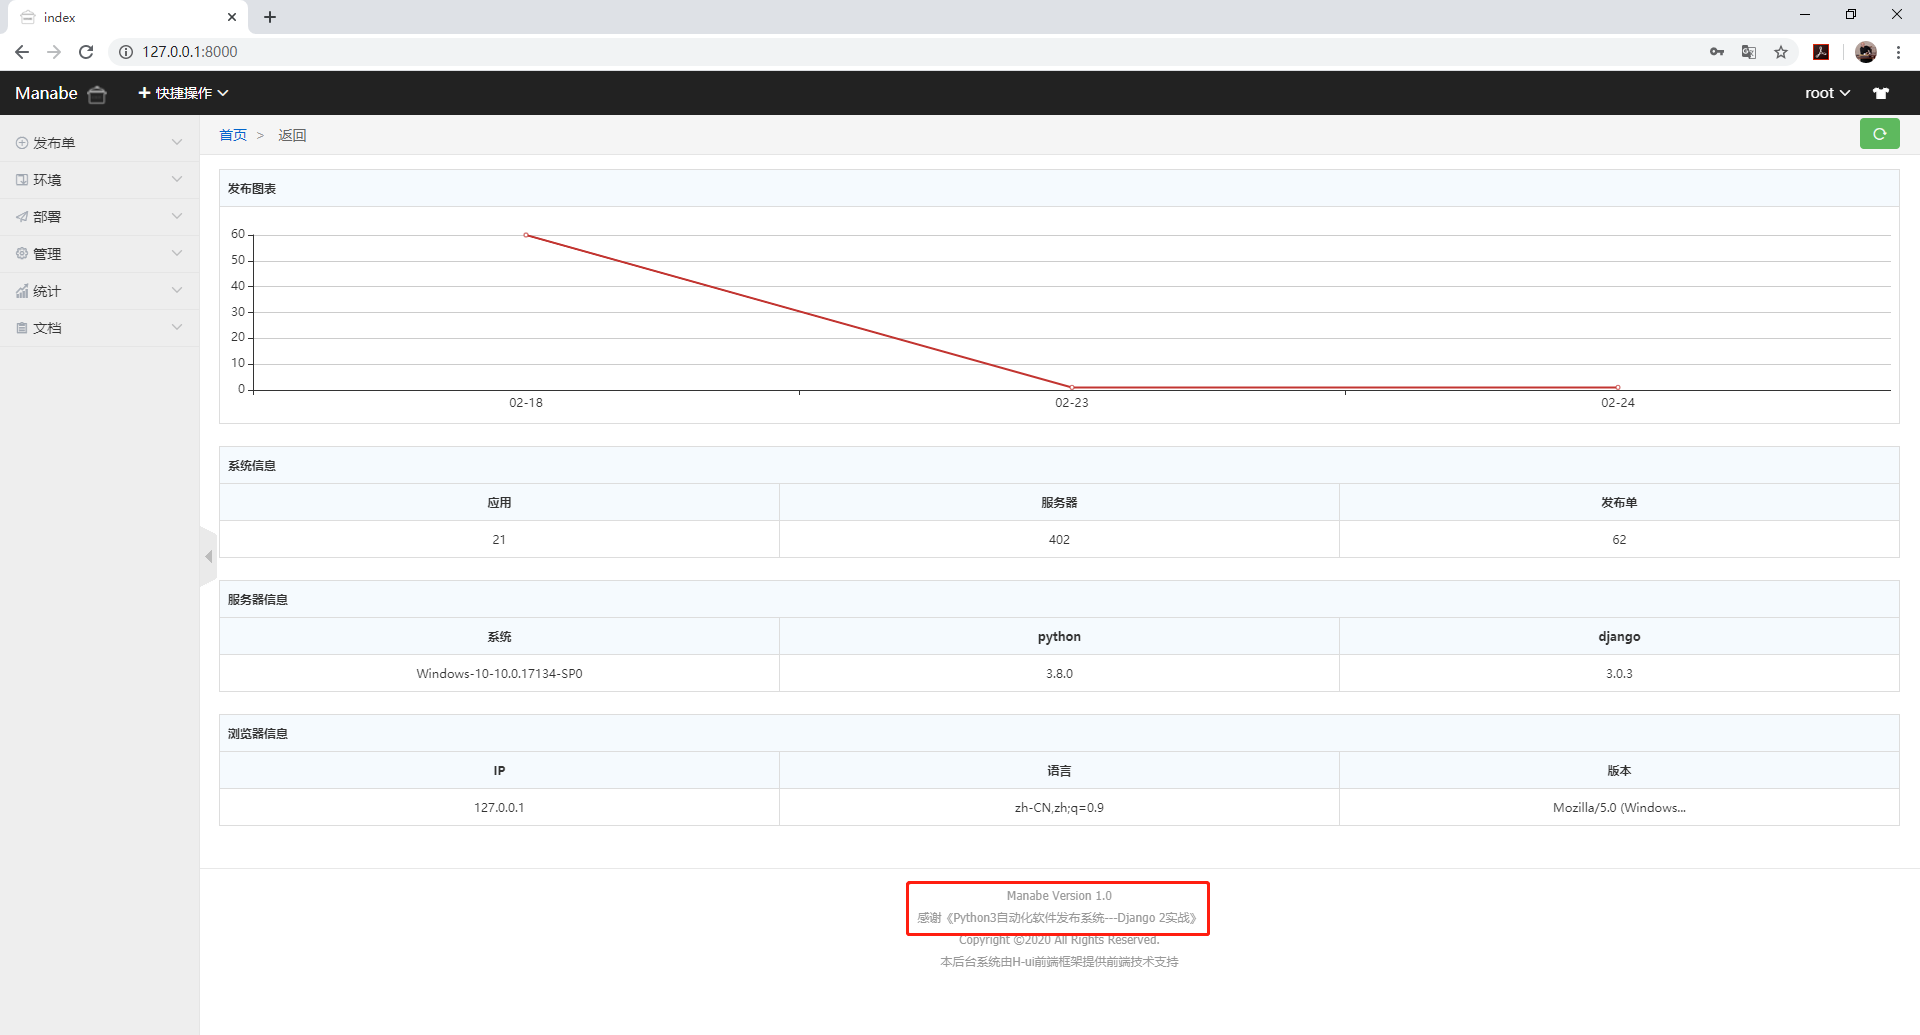 index
127.0.0.1:8000
Manabe 快捷操作 root
发布单
环境
部署
管理
统计
文档
首页 > 返回
发布图表
60
50
40
30
20
10
0
02-18 02-23 02-24
系统信息
应用 服务器 发布单
21 402 62
服务器信息
系统 python django
Windows-10-10.0.17134-SP0 3.8.0 3.0.3
浏览器信息
IP 语言 版本
127.0.0.1 zh-CN,zh;q=0.9 Mozilla/5.0 (Windows...
Manabe Version 1.0
感谢《Python3自动化软件发布系统---Django 2实战》
Copyright ©2020 All Rights Reserved.
本后台系统由H-ui前端框架提供前端技术支持